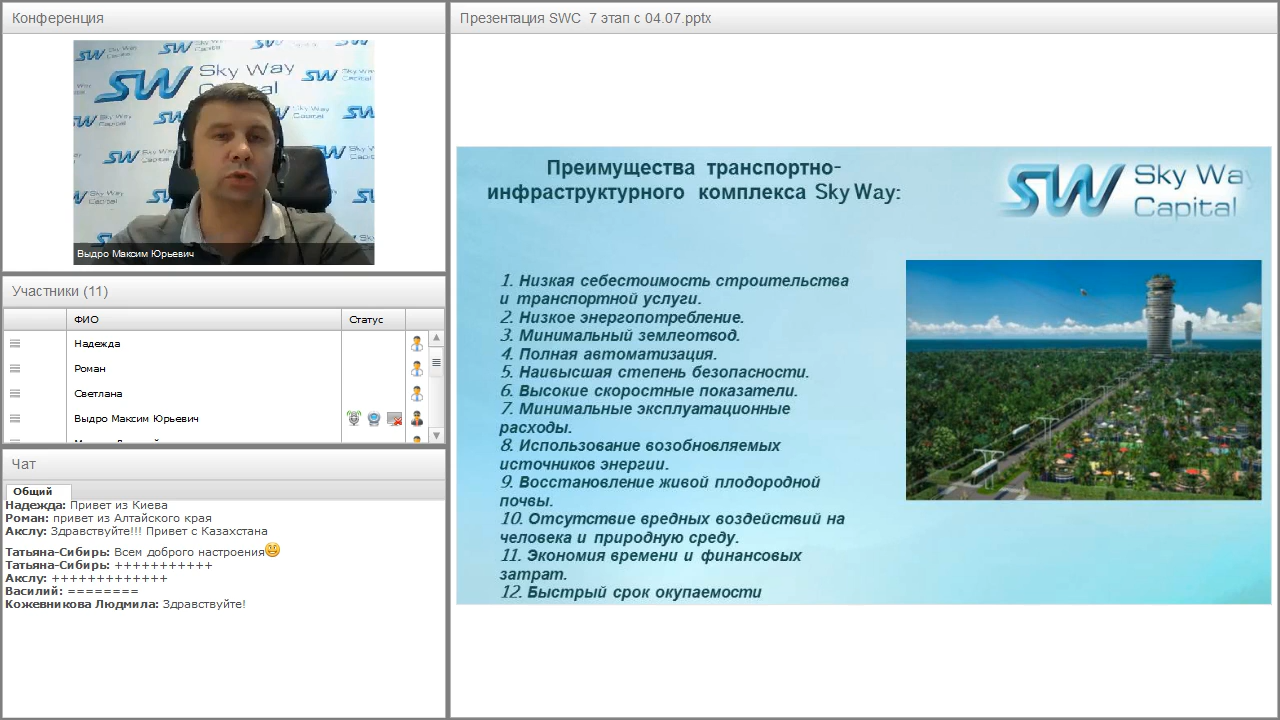 Конференция
SW
Sky Way
Capital
Выдро Максим Юрьевич
Участники (11)
ФИО
Статус
Надежда
Роман
Светлана
Выдро Максим Юрьевич
Чат
Общий
Надежда: Привет из Киева
Роман: привет из Алтайского края
Акслу: Здравствуйте!!! Привет с Казахстана
Татьяна-Сибирь: Всем доброго настроения
Татьяна-Сибирь: +++++++++++
Акслу: +++++++++++++
Василий: ========
Кожевникова Людмила: Здравствуйте!
Презентация SWC 7 этап с 04.07.pptx
Преимущества транспортно-
инфраструктурного комплекса Sky Way:
SW Sky Way
Capital
1. Низкая себестоимость строительства
и транспортной услуги.
2. Низкое энергопотребление.
3. Минимальный землеотвод.
4. Полная автоматизация.
5. Наивысшая степень безопасности.
6. Высокие скоростные показатели.
7. Минимальные эксплуатационные
расходы.
8. Использование возобновляемых
источников энергии.
9. Восстановление живой плодородной
почвы.
10. Отсутствие вредных воздействий на
человека и природную среду.
11. Экономия времени и финансовых
затрат.
12. Быстрый срок окупаемости